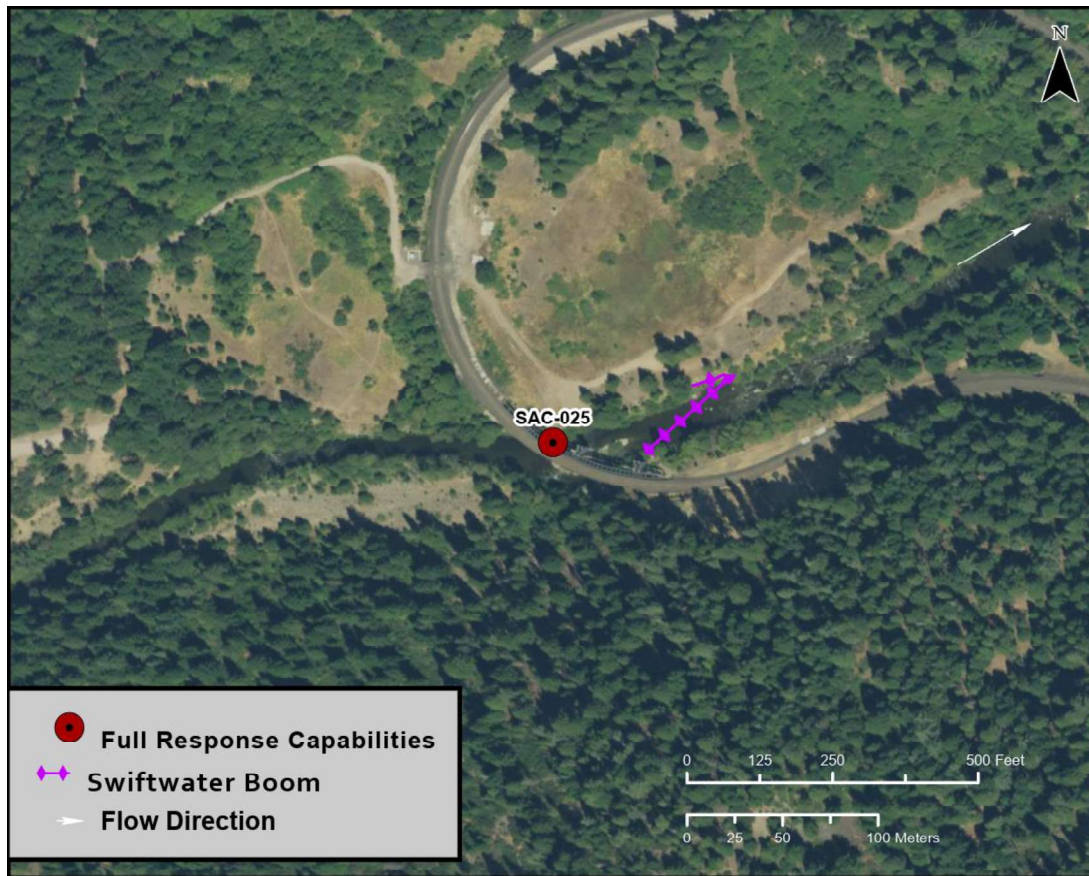 N
SAC-025
Full Response Capabilities
Swiftwater Boom
Flow Direction
0 125 250 500 Feet
0 25 50 100 Meters